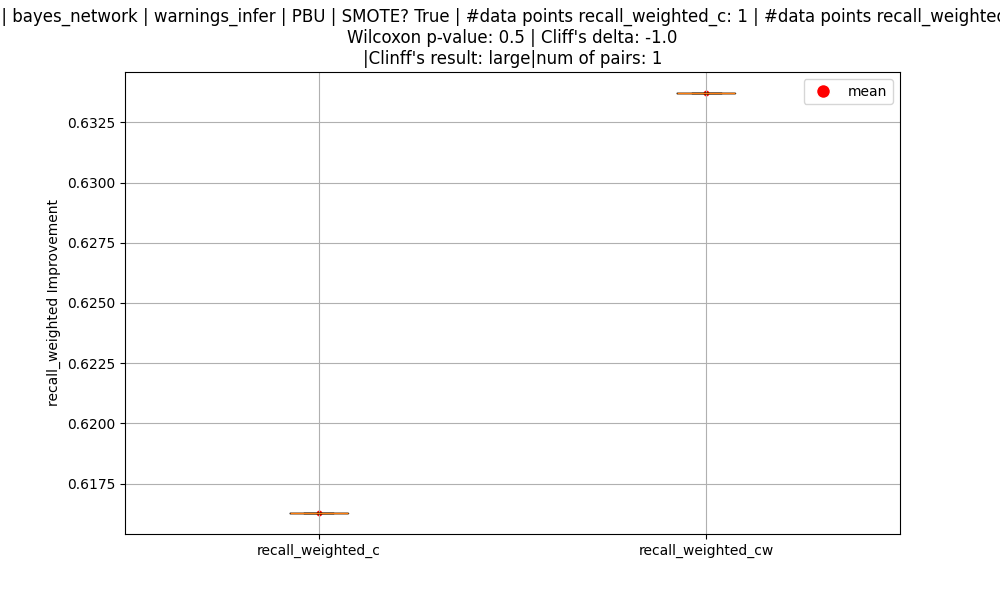 | bayes_network | warnings_infer | PBU | SMOTE? True | #data points recall_weighted_c: 1 | #data points
Wilcoxon p-value: 0.5 | Cliff's delta: -1.0
|Clinff's result: large|num of pairs: 1
mean
0.6325
0.6300
0.6275
0.6250
0.6225
0.6200
0.6175
recall_weighted Improvement
recall_weighted_c
recall_weighted_cw